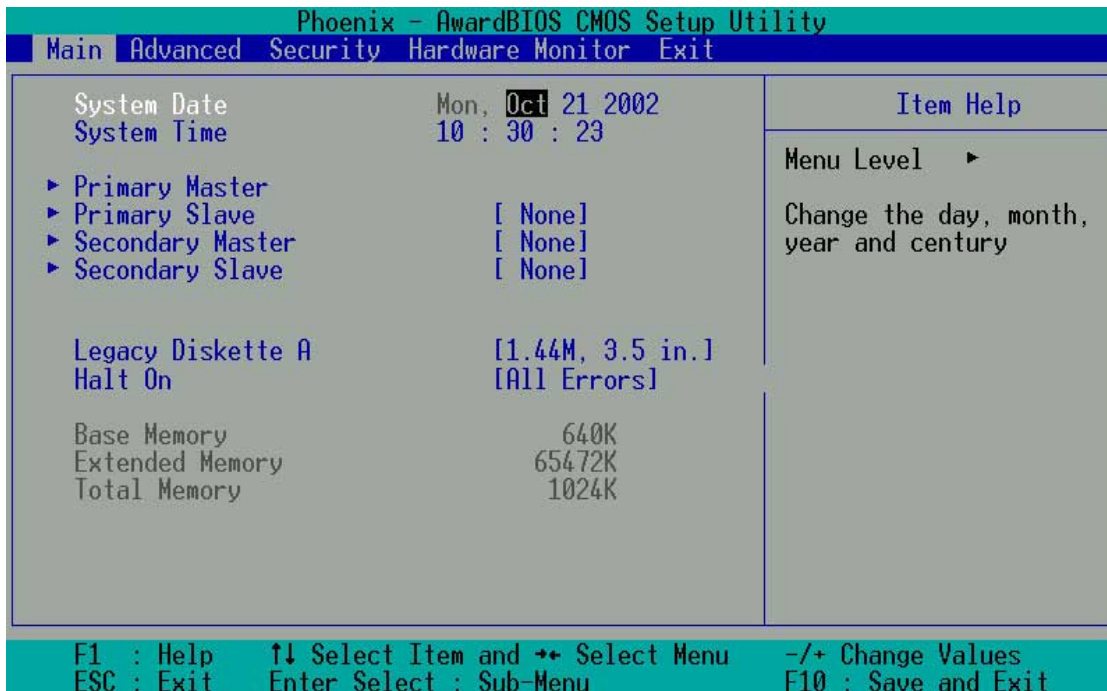 Phoenix - AwardBIOS CMOS Setup Utility
Main Advanced Security Hardware Monitor Exit
System Date Mon, Oct 21 2002
System Time 10 : 30 : 23
Primary Master
Primary Slave [ None]
Secondary Master [ None]
Secondary Slave [ None]
Legacy Diskette A [1.44M, 3.5 in.]
Halt On [All Errors]
Base Memory 640K
Extended Memory 65472K
Total Memory 1024K
Item Help
Menu Level ►
Change the day, month,
year and century
F1 : Help ↑↓ Select Item and →← Select Menu -/+ Change Values
ESC : Exit Enter Select : Sub-Menu F10 : Save and Exit